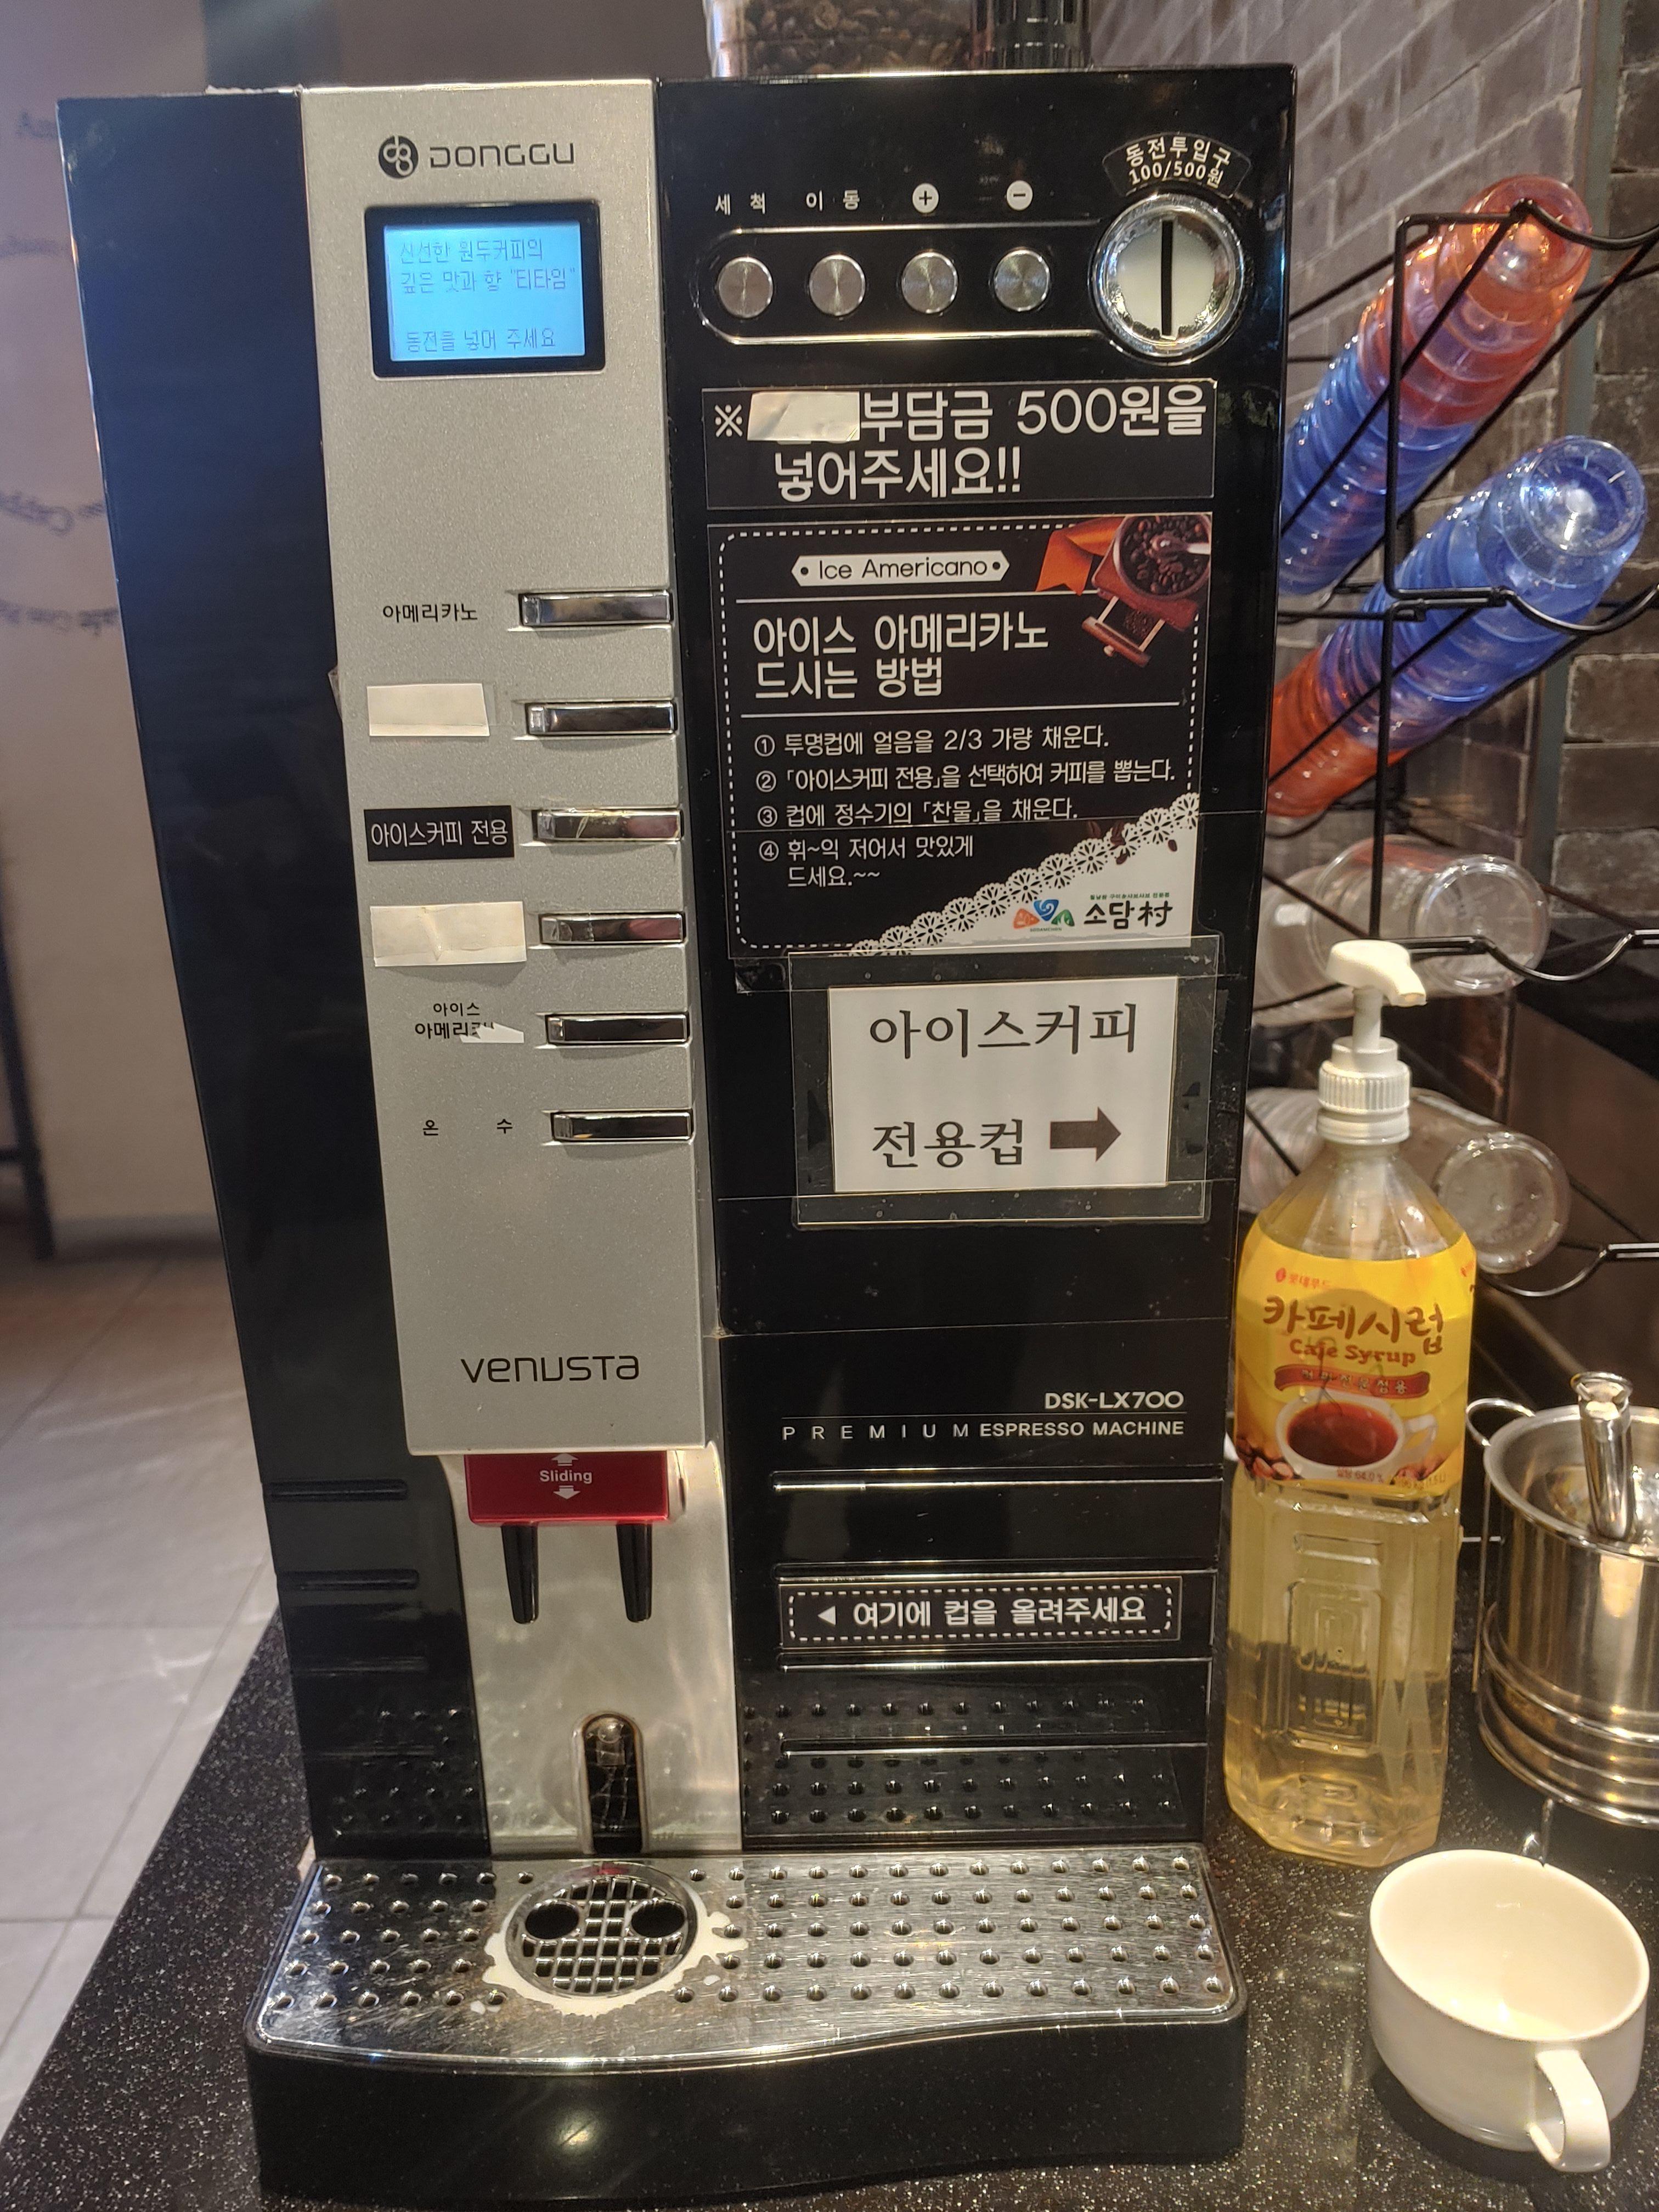 DONGGU
신선한 원두커피의
깊은 맛과 향 "티타임"
동전을 넣어 주세요
세척 이동 + -
동전투입구
100/500원
※ 부담금 500원을
넣어주세요!!
Ice Americano
아이스 아메리카노
드시는 방법
① 투명컵에 얼음을 2/3 가량 채운다.
② 「아이스커피 전용」을 선택하여 커피를 뽑는다.
③ 컵에 정수기의 「찬물」을 채운다.
④ 휘~익 저어서 맛있게
드세요.~~
소담村
아메리카노
아이스커피 전용
아이스
아메리
온 수
아이스커피
전용컵 →
venusta
DSK-LX700
PREMIUM ESPRESSO MACHINE
Sliding
◀ 여기에 컵을 올려주세요
롯데푸드
카페시럽
Cafe Syrup